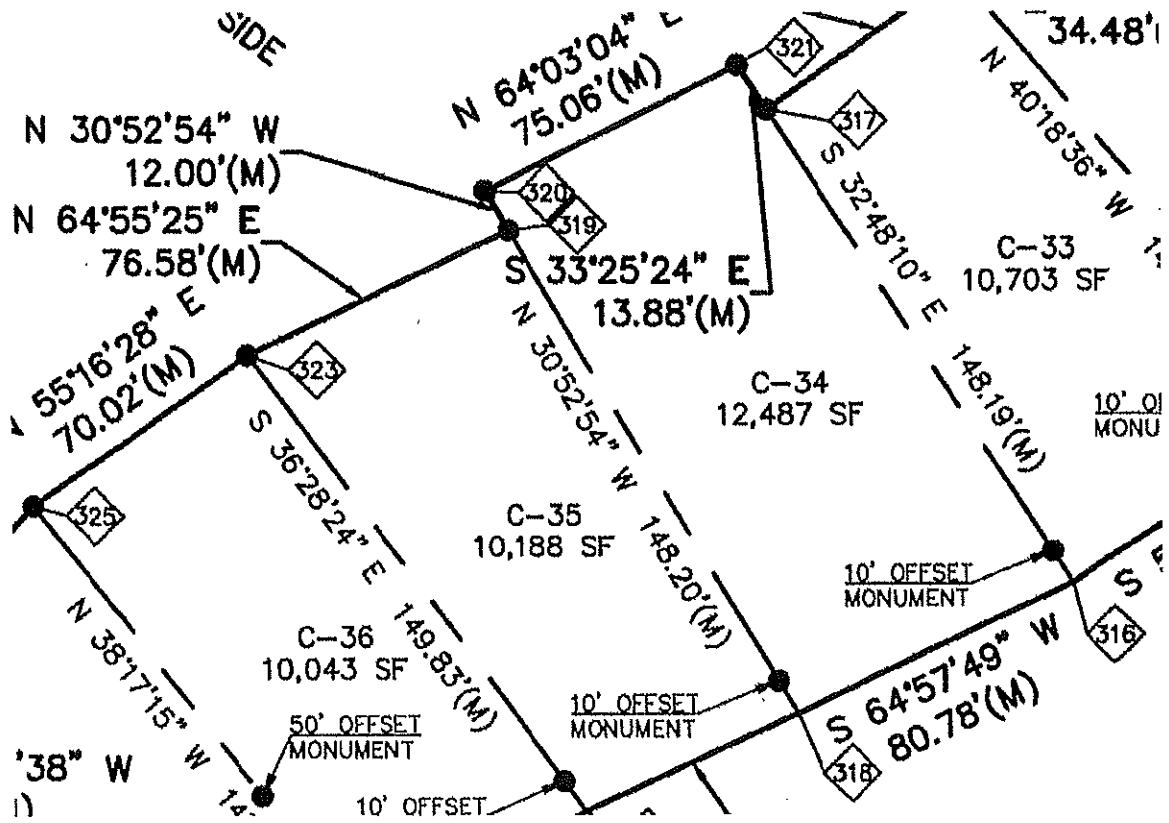 SIDE
N 64°03'04" E
75.06'(M)
321
34.48'
N 30°52'54" W
12.00'(M)
317
N 40°18'36" W
320
319
N 64°55'25" E
76.58'(M)
S 33°25'24" E
13.88'(M)
S 32°48'10" E
148.19'(M)
C-33
10,703 SF
55°16'28" E
70.02'(M)
323
N 30°52'54" W
148.20'(M)
C-34
12,487 SF
10'
S 36°28'24" E
149.83'(M)
325
C-35
10,188 SF
10' OFFSET
MONUMENT
S
N 38°17'15" W
C-36
10,043 SF
316
10' OFFSET
MONUMENT
S 64°57'49" W
80.78'(M)
50' OFFSET
MONUMENT
318
'38" W
10' OFFSET